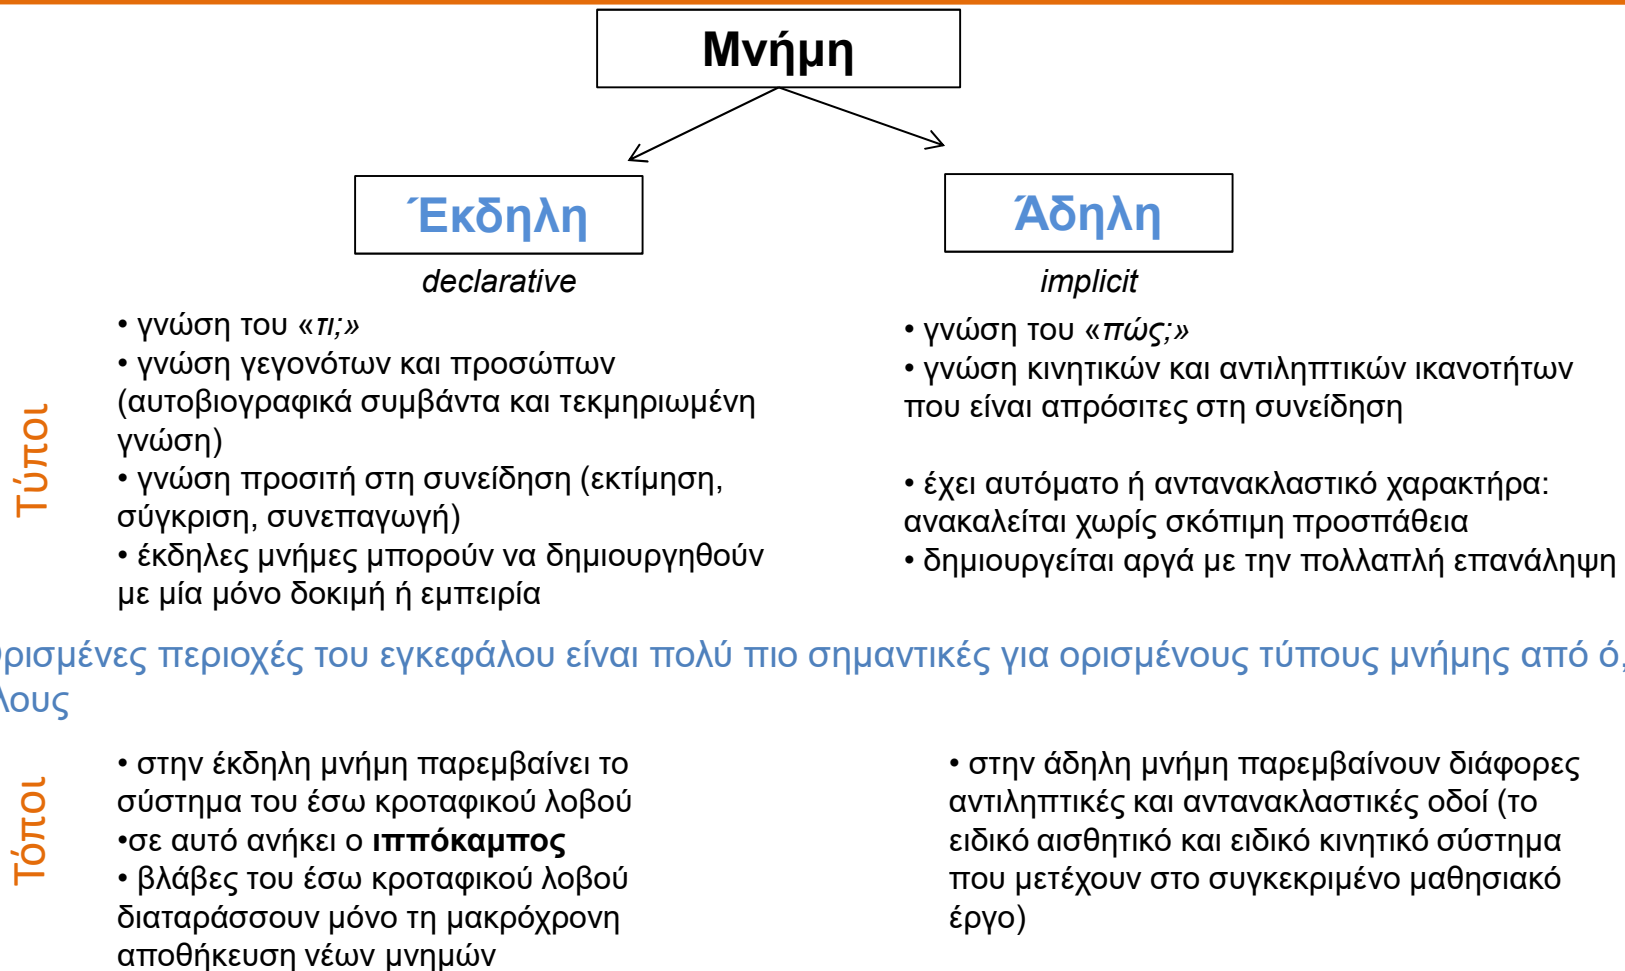 Μνήμη
Έκδηλη
declarative
• γνώση του «τι;»
• γνώση γεγονότων και προσώπων
(αυτοβιογραφικά συμβάντα και τεκμηριωμένη
γνώση)
• γνώση προσιτή στη συνείδηση (εκτίμηση,
σύγκριση, συνεπαγωγή)
• έκδηλες μνήμες μπορούν να δημιουργηθούν
με μία μόνο δοκιμή ή εμπειρία
Άδηλη
implicit
• γνώση του «πώς;»
• γνώση κινητικών και αντιληπτικών ικανοτήτων
που είναι απρόσιτες στη συνείδηση
• έχει αυτόματο ή αντανακλαστικό χαρακτήρα:
ανακαλείται χωρίς σκόπιμη προσπάθεια
• δημιουργείται αργά με την πολλαπλή επανάληψη
Τύποι
ορισμένες περιοχές του εγκεφάλου είναι πολύ πιο σημαντικές για ορισμένους τύπους μνήμης από ό,
λους
Τόποι
• στην έκδηλη μνήμη παρεμβαίνει το
σύστημα του έσω κροταφικού λοβού
•σε αυτό ανήκει ο ιππόκαμπος
• βλάβες του έσω κροταφικού λοβού
διαταράσσουν μόνο τη μακρόχρονη
αποθήκευση νέων μνημών
• στην άδηλη μνήμη παρεμβαίνουν διάφορες
αντιληπτικές και αντανακλαστικές οδοί (το
ειδικό αισθητικό και ειδικό κινητικό σύστημα
που μετέχουν στο συγκεκριμένο μαθησιακό
έργο)